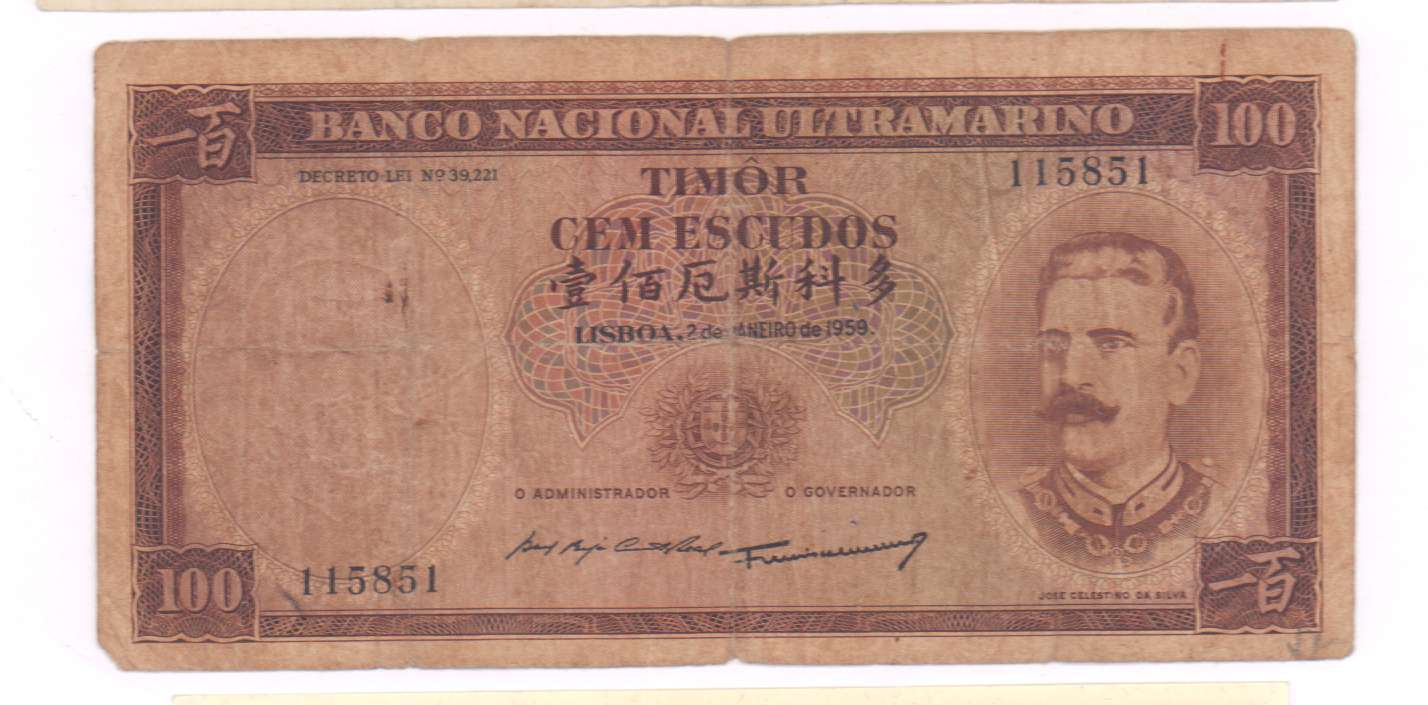 一百
BANCO NACIONAL ULTRAMARINO
100
DECRETO-LEI Nº 39,221
TIMÔR
115851
CEM ESCUDOS
壹佰厄斯科多
LISBOA, 2 de JANEIRO de 1959.
O ADMINISTRADOR
O GOVERNADOR
100
115851
JOSE CELESTINO DA SILVA
一百